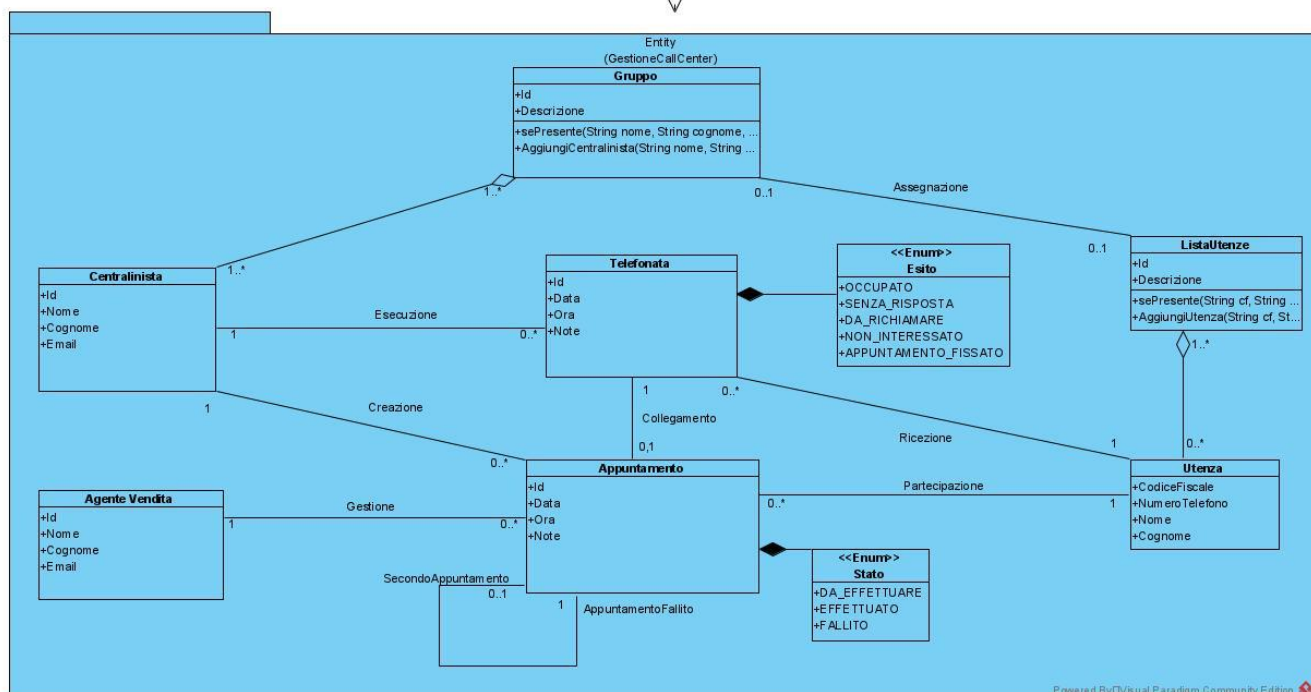 Entity
(GestioneCallCenter)
Gruppo
+Id
+Descrizione
+sePresente(String nome, String cognome, ...
+AggiungiCentralinista(String nome, String ...
1..*
0..1
Assegnazione
0..1
ListaUtenze
+Id
+Descrizione
+sePresente(String cf, String ...
+AggiungiUtenza(String cf, St...
1..*
1..*
Centralinista
+Id
+Nome
+Cognome
+Email
Esecuzione
1
0..*
Telefonata
+Id
+Data
+Ora
+Note
<<Enum>>
Esito
+OCCUPATO
+SENZA_RISPOSTA
+DA_RICHIAMARE
+NON_INTERESSATO
+APPUNTAMENTO_FISSATO
1
Creazione
0..*
1
Collegamento
0,1
0..*
Ricezione
1
0..*
Agente Vendita
+Id
+Nome
+Cognome
+Email
Gestione
1
0..*
Appuntamento
+Id
+Data
+Ora
+Note
Partecipazione
0..*
1
Utenza
+CodiceFiscale
+NumeroTelefono
+Nome
+Cognome
<<Enum>>
Stato
+DA_EFFETTUARE
+EFFETTUATO
+FALLITO
SecondoAppuntamento
0..1
1
AppuntamentoFallito
Powered By Visual Paradigm Community Edition